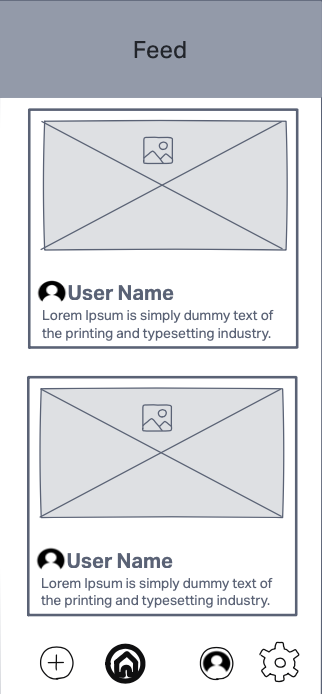 Feed
User Name
Lorem Ipsum is simply dummy text of
the printing and typesetting industry.
User Name
Lorem Ipsum is simply dummy text of
the printing and typesetting industry.